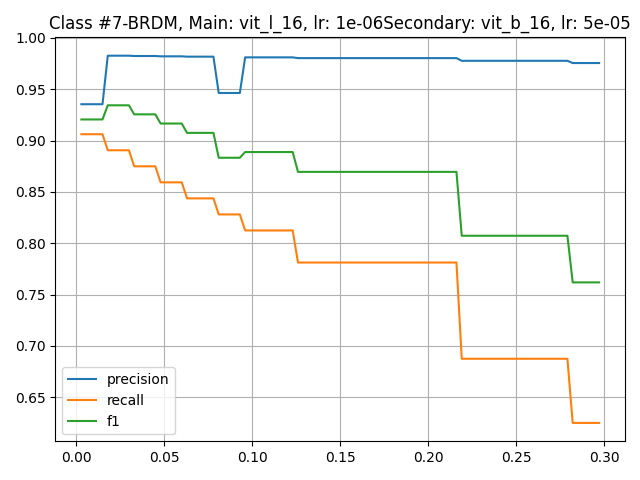 Class #7-BRDM, Main: vit_l_16, lr: 1e-06Secondary: vit_b_16, lr: 5e-05
1.00
0.95
0.90
0.85
0.80
0.75
0.70
0.65
precision
recall
f1
0.00 0.05 0.10 0.15 0.20 0.25 0.30